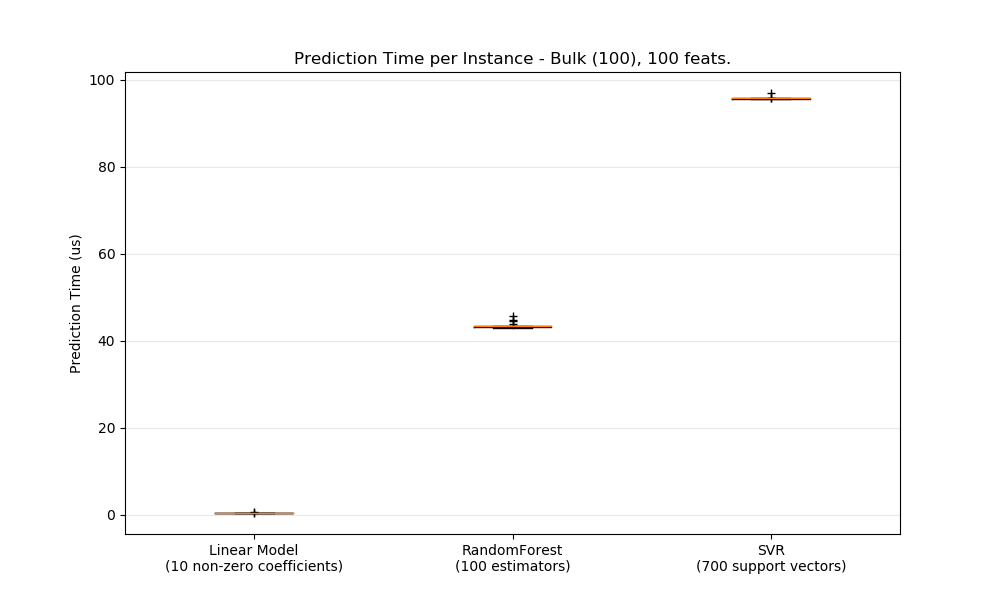 Prediction Time per Instance - Bulk (100), 100 feats.
100
80
60
40
20
0
Prediction Time (us)
Linear Model
(10 non-zero coefficients)
RandomForest
(100 estimators)
SVR
(700 support vectors)